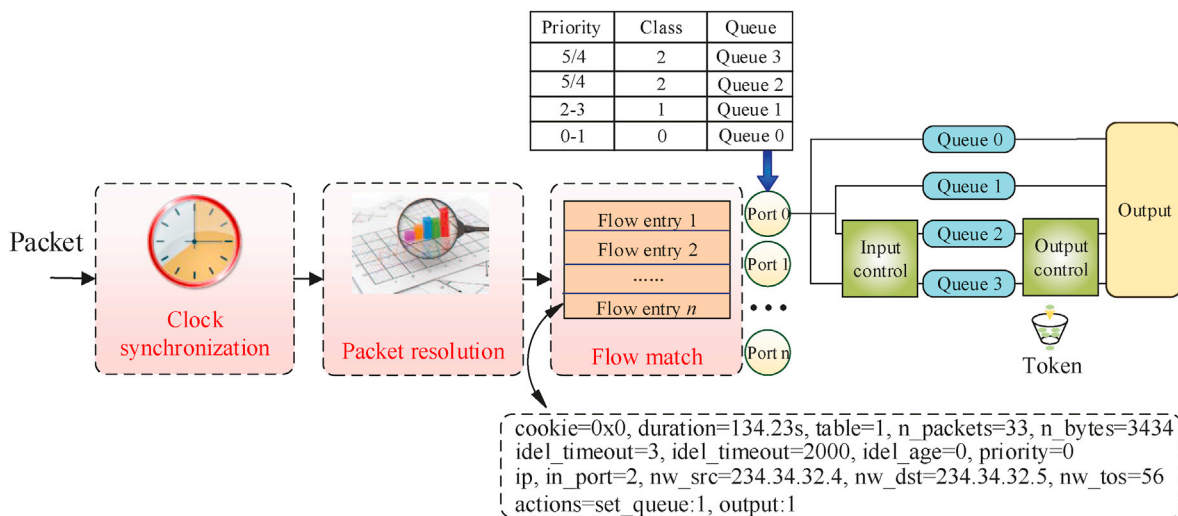 Priority Class Queue
5/4 2 Queue 3
5/4 2 Queue 2
2-3 1 Queue 1
0-1 0 Queue 0
Packet
Clock
synchronization
Packet resolution
Flow entry 1
Flow entry 2
......
Flow entry n
Flow match
Port 0
Port 1
Port n
Queue 0
Queue 1
Queue 2
Queue 3
Input
control
Output
control
Output
Token
cookie=0x0, duration=134.23s, table=1, n_packets=33, n_bytes=3434
idel_timeout=3, idel_timeout=2000, idel_age=0, priority=0
ip, in_port=2, nw_src=234.34.32.4, nw_dst=234.34.32.5, nw_tos=56
actions=set_queue:1, output:1